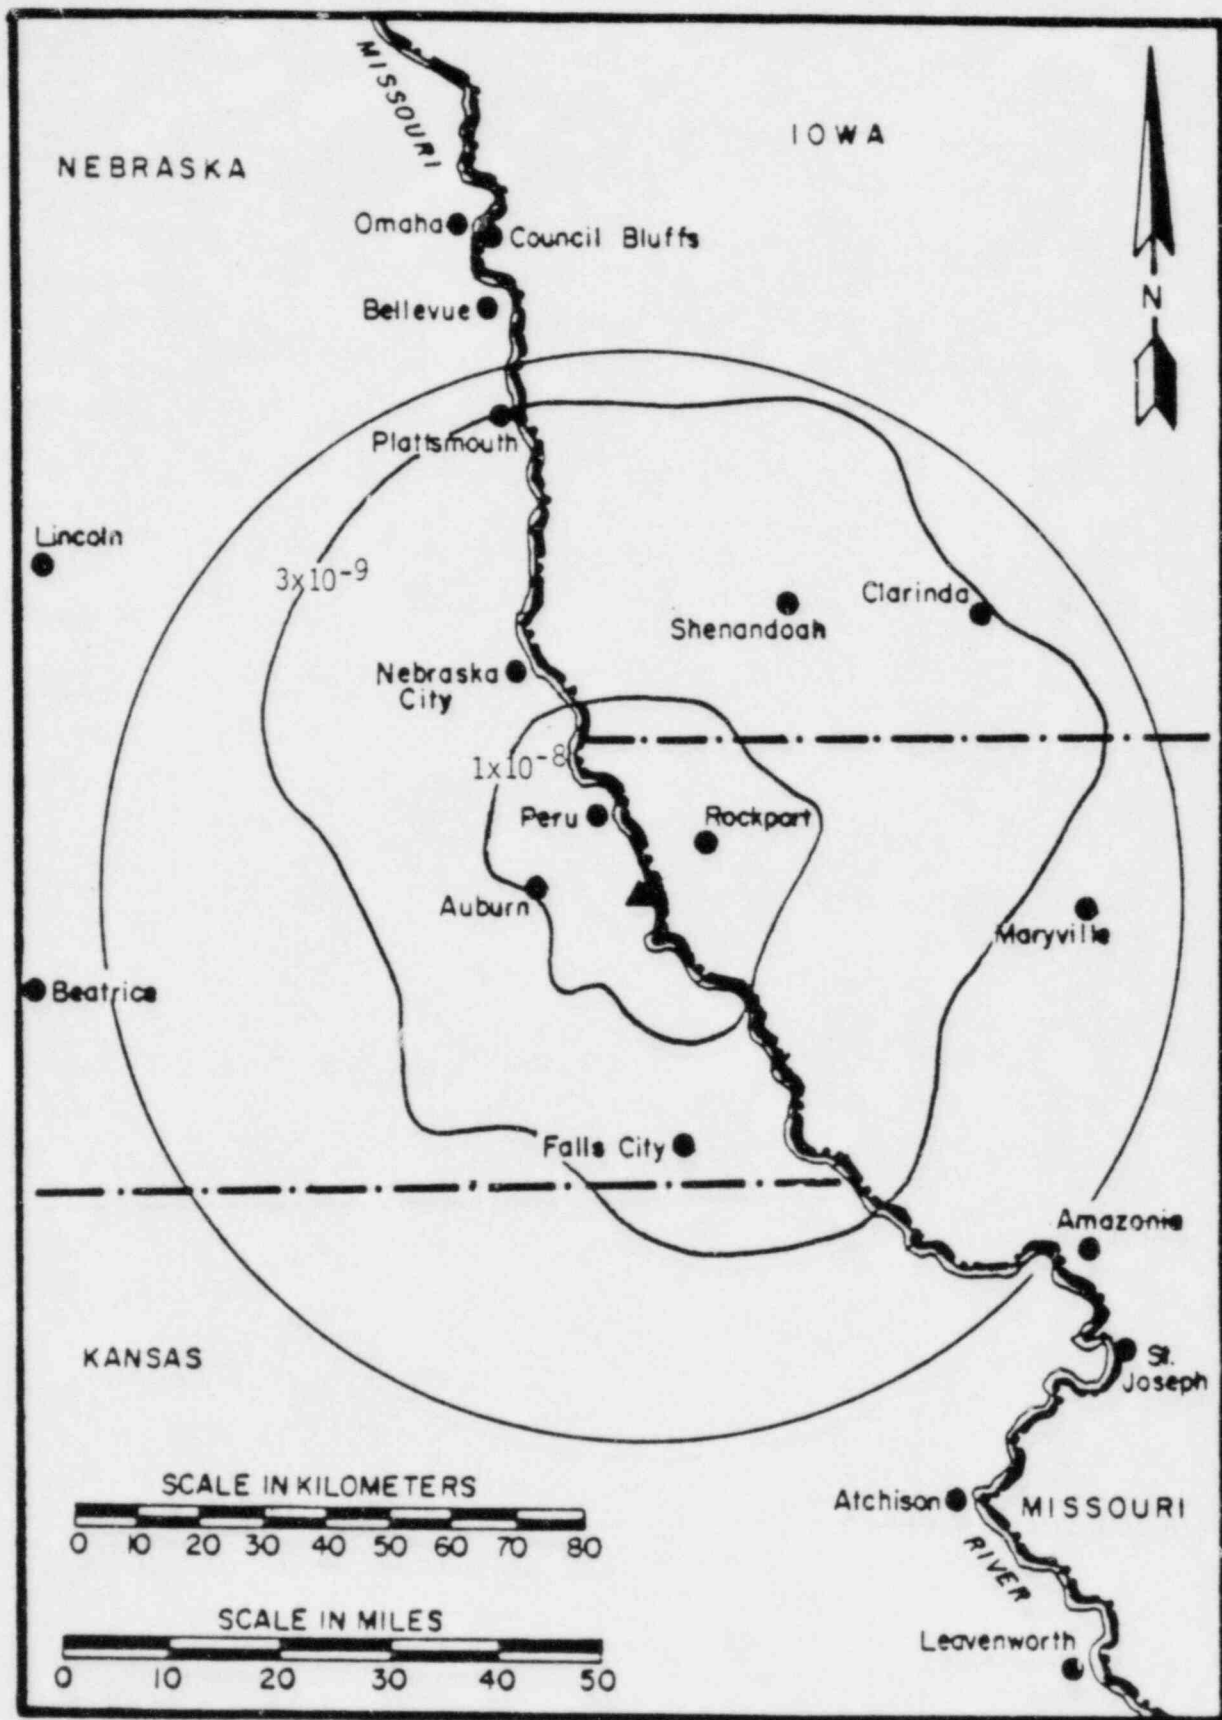 MISSOURI
IOWA
NEBRASKA
Omaha
Council Bluffs
Bellevue
N
Plattsmouth
Lincoln
3x10-9
Clarinda
Shenandoah
Nebraska
City
1x10-8
Peru
Rockport
Auburn
Maryville
Beatrice
Falls City
Amazonia
KANSAS
St.
Joseph
SCALE IN KILOMETERS
0 10 20 30 40 50 60 70 80
Atchison
MISSOURI
RIVER
SCALE IN MILES
0 10 20 30 40 50
Leavenworth